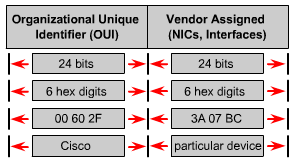 Organizational Unique Vendor Assigned
Identifier (OUI) (NICs, Interfaces)
24 bits 24 bits
6 hex digits 6 hex digits
00 60 2F 3A 07 BC
Cisco particular device